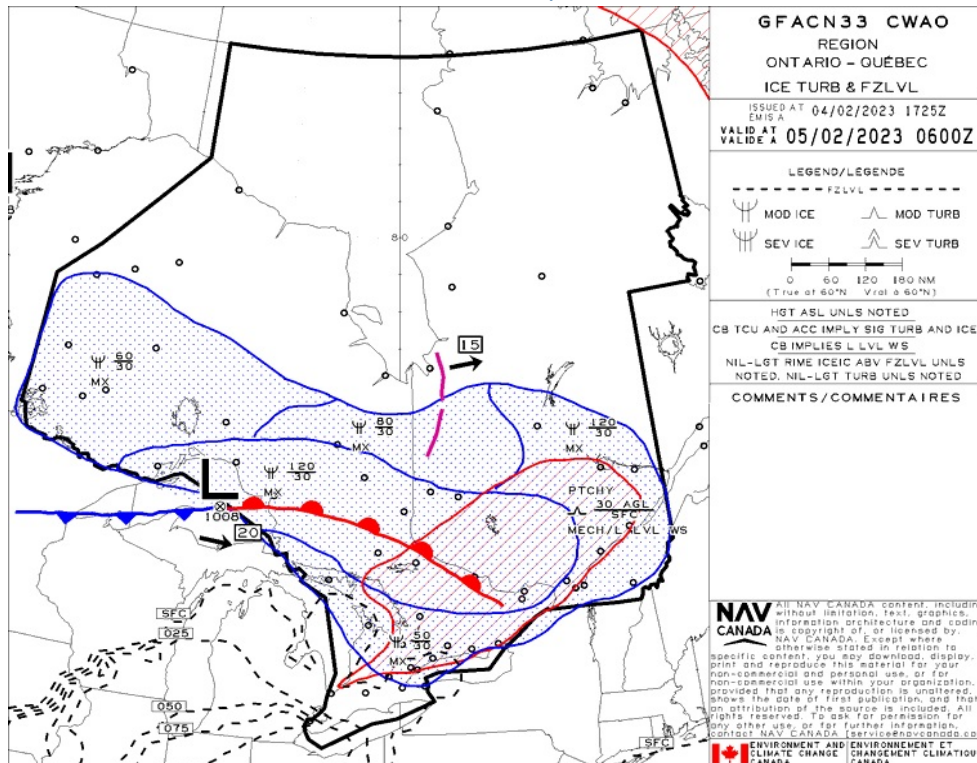 GFACN33 CWAO
REGION
ONTARIO – QUÉBEC
ICE TURB & FZLVL
ISSUED AT 04/02/2023 1725Z
ÉMIS A
VALID AT 05/02/2023 0600Z
VALIDE A
LEGEND/LÉGENDE
FZLVL
MOD ICE MOD TURB
SEV ICE SEV TURB
0 60 120 180 NM
(True at 60°N Vrai à 60°N)
HGT ASL UNLS NOTED
CB TCU AND ACC IMPLY SIG TURB AND ICE
CB IMPLIES L LVL WS
NIL-LGT RIME ICEIC ABV FZLVL UNLS
NOTED. NIL-LGT TURB UNLS NOTED
COMMENTS/COMMENTAIRES
80
15
60
30
MX
80
30
MX
120
30
MX
120
30
MX
L
1008
20
PTCHY
30 AGL
SFC
MECH/L LVL WS
50
30
MX
SFC
025
050
075
SFC
NAV
CANADA
All NAV CANADA content, includin
without limitation, text, graphics,
information architecture and codin
is copyright of, or licensed by,
NAV CANADA. Except where
otherwise stated in relation to
specific content, you may download, display,
print and reproduce this material for your
non-commercial and personal use, or for
non-commercial use within your organization,
provided that any reproduction is unaltered,
shows the date of first publication, and that
an attribution of the source is included. All
rights reserved. To ask for permission for
any other use, or for further information,
contact NAV CANADA [service@navcanada.ca
ENVIRONMENT AND
CLIMATE CHANGE
CANADA
ENVIRONNEMENT ET
CHANGEMENT CLIMATIQU
CANADA